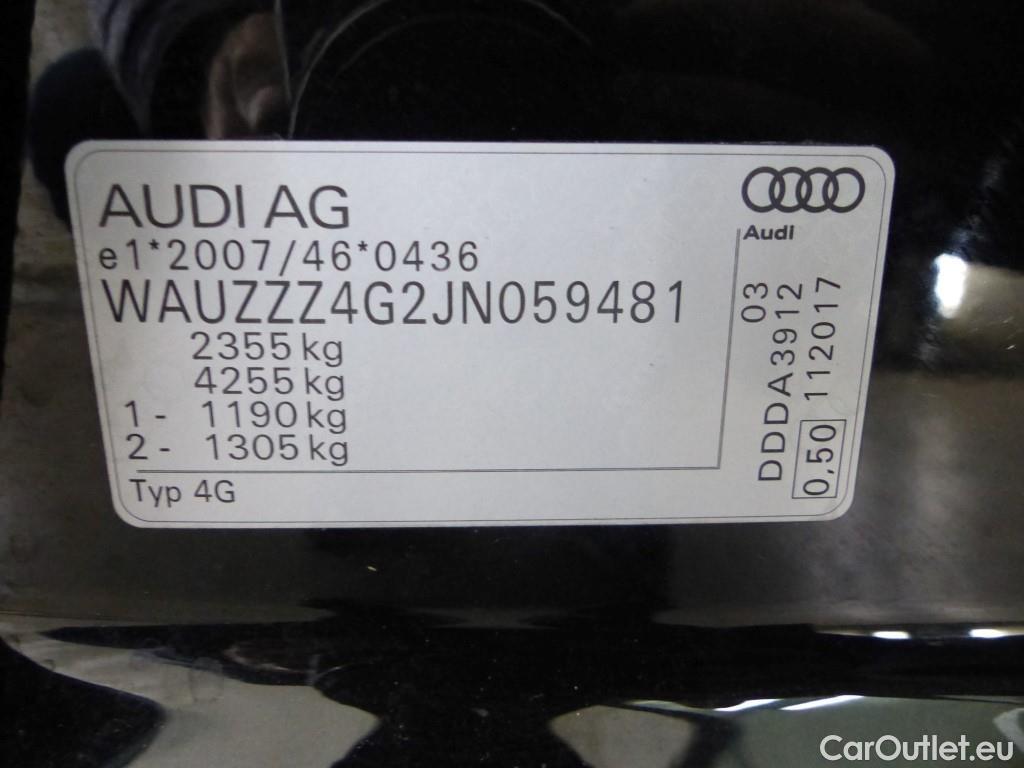 AUDI AG
e1*2007/46*0436
WAUZZZ4G2JN059481
2355 kg
4255 kg
1 - 1190 kg
2 - 1305 kg
Typ 4G
Audi
03
DDDA3912
0,50 112017
CarOutlet.eu